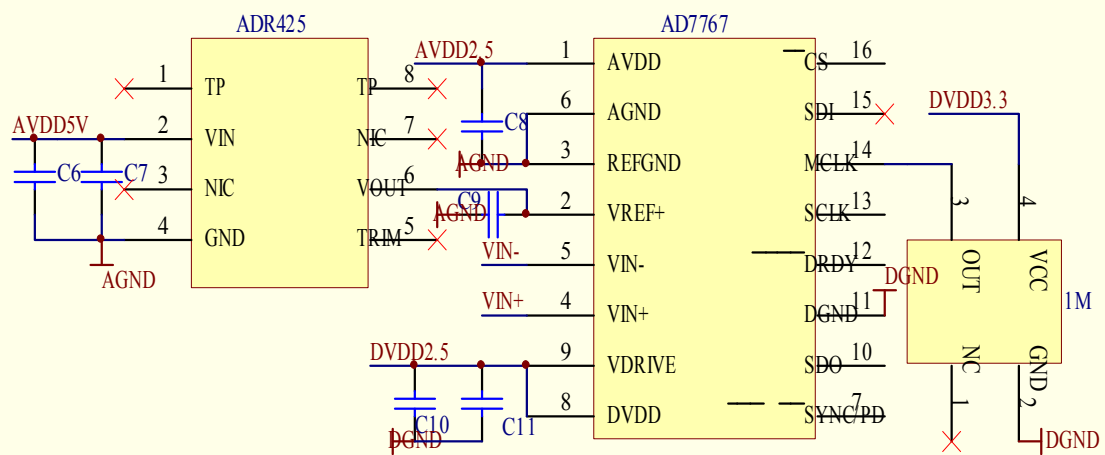 ADR425
AD7767
1 TP
TP 8
2 VIN
NIC 7
3 NIC
VOUT 6
4 GND
TRIM 5
AVDD5V
C6
C7
AGND
AVDD2.5
C8
AGND
C9
AGND
VIN-
VIN+
DVDD2.5
C10
C11
DGND
1 AVDD
CS 16
6 AGND
SDI 15
3 REFGND
MCLK 14
2 VREF+
SCLK 13
5 VIN-
DRDY 12
4 VIN+
DGND 11
9 VDRIVE
SDO 10
8 DVDD
SYNC/PD 7
DVDD3.3
DGND
3
4
OUT
VCC
1M
NC
GND
1
2
DGND